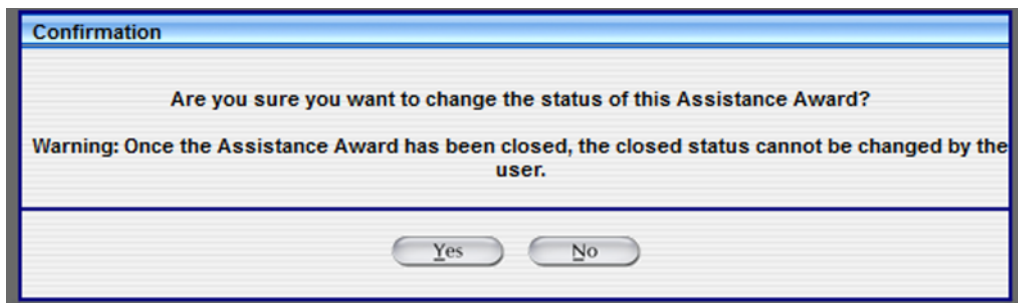 Confirmation
Are you sure you want to change the status of this Assistance Award?
Warning: Once the Assistance Award has been closed, the closed status cannot be changed by the
user.
Yes
No